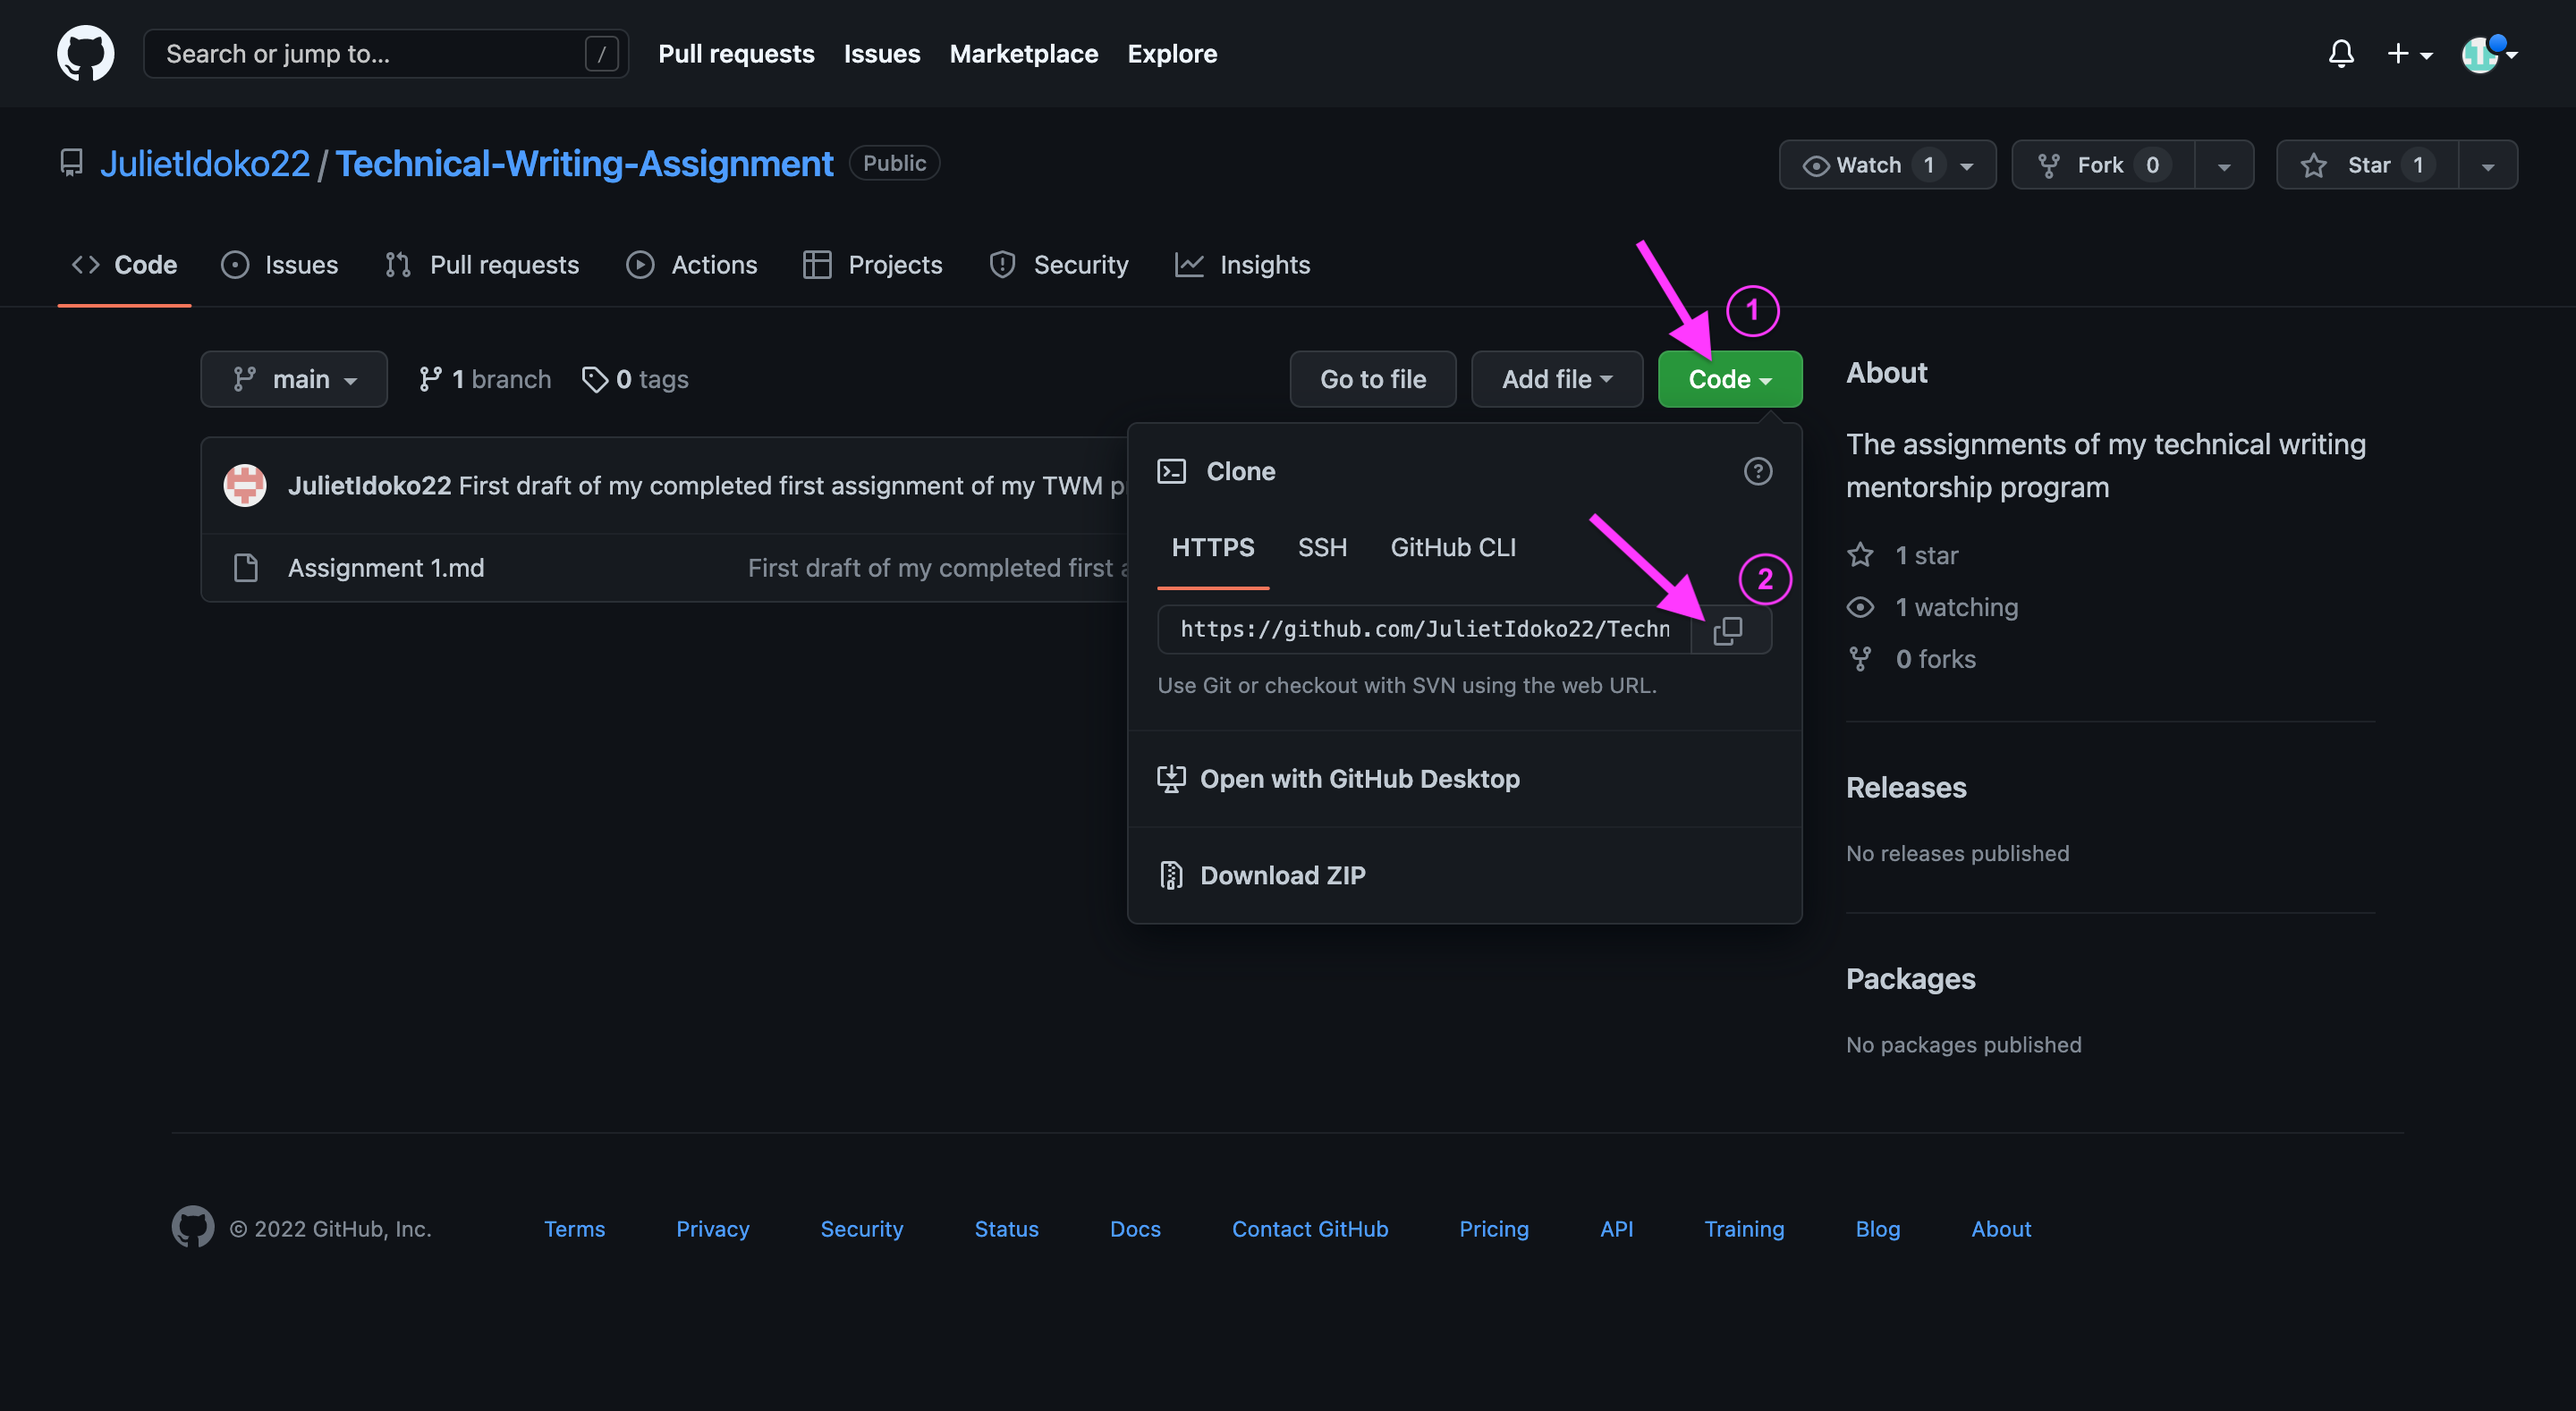 Search or jump to... /
Pull requests Issues Marketplace Explore
JulietIdoko22 / Technical-Writing-Assignment Public
Watch 1 Fork 0 Star 1
Code Issues Pull requests Actions Projects Security Insights
1
main 1 branch 0 tags Go to file Add file Code
JulietIdoko22 First draft of my completed first assignment of my TWM
Assignment 1.md First draft of my completed first
Clone
HTTPS SSH GitHub CLI
2
https://github.com/JulietIdoko22/Techn
Use Git or checkout with SVN using the web URL.
Open with GitHub Desktop
Download ZIP
About
The assignments of my technical writing
mentorship program
1 star
1 watching
0 forks
Releases
No releases published
Packages
No packages published
© 2022 GitHub, Inc. Terms Privacy Security Status Docs Contact GitHub Pricing API Training Blog About